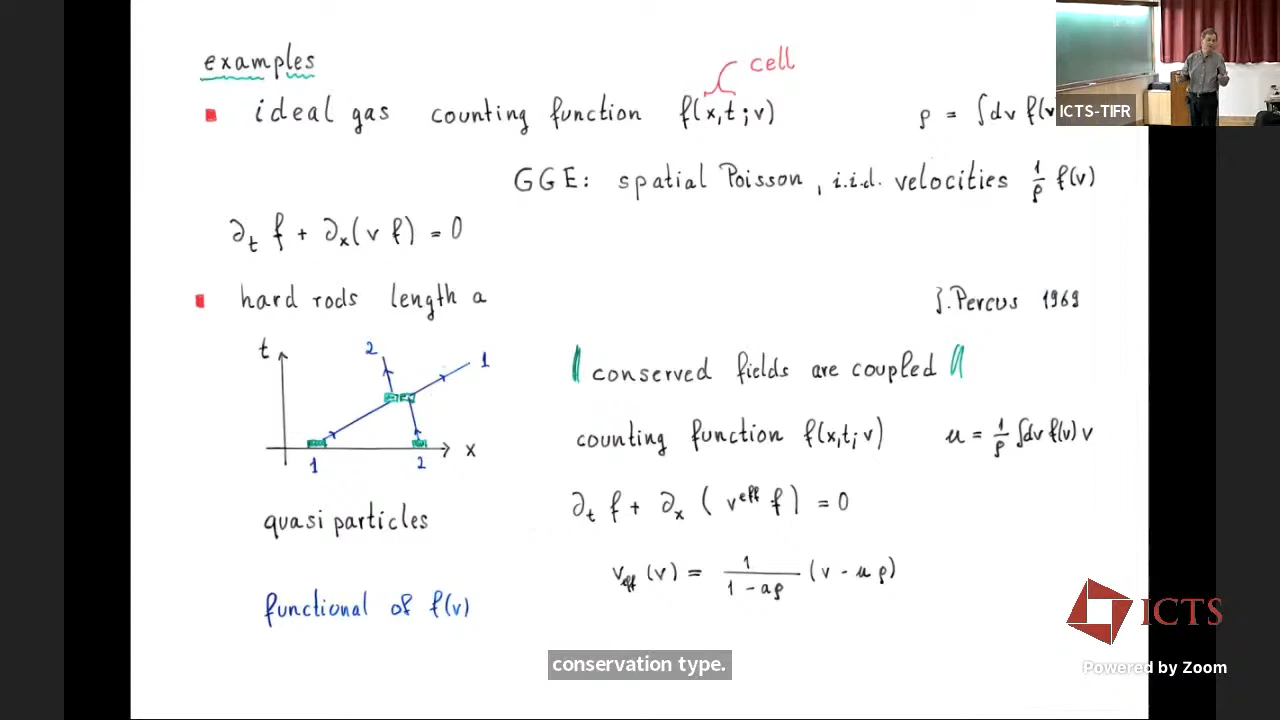 examples
cell
▪ ideal gas counting function f(x,t;v) ρ = ∫dv f(v
ICTS-TIFR
GGE: spatial Poisson, i.i.d. velocities 1/ρ f(v)
∂t f + ∂x(v f) = 0
▪ hard rods length a J. Percus 1969
t
2
1
conserved fields are coupled
x
1
2
counting function f(x,t;v) u = 1/ρ ∫dv f(v) v
∂t f + ∂x (v^eff f) = 0
quasi particles
v_eff(v) = 1/(1 - aρ) (v - uρ)
functional of f(v)
ICTS
conservation type.
Powered by Zoom